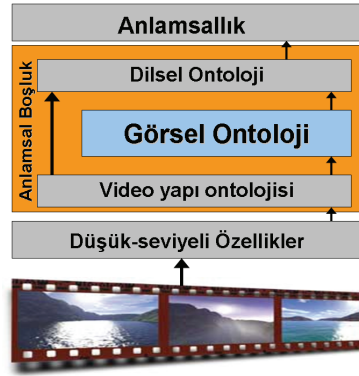 Anlamsallık
Anlamsal Boşluk
Dilsel Ontoloji
Görsel Ontoloji
Video yapı ontolojisi
Düşük-seviyeli Özellikler